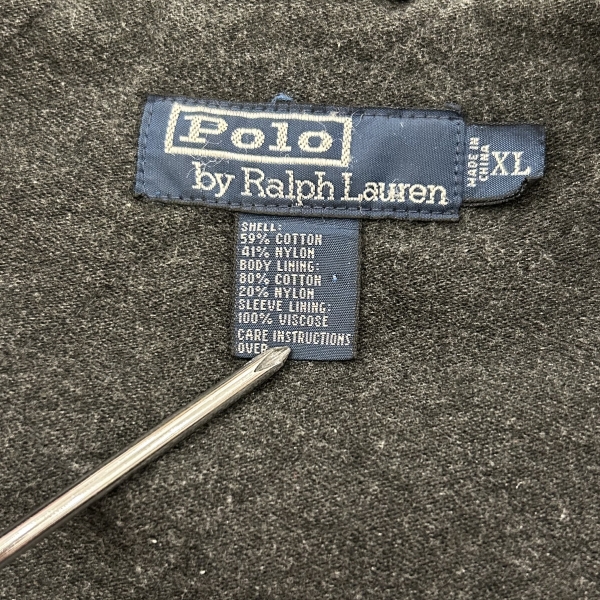 Polo
by Ralph Lauren
MADE IN
CHINA
XL
SHELL:
59% COTTON
41% NYLON
BODY LINING:
80% COTTON
20% NYLON
SLEEVE LINING:
100% VISCOSE
CARE INSTRUCTIONS
OVER